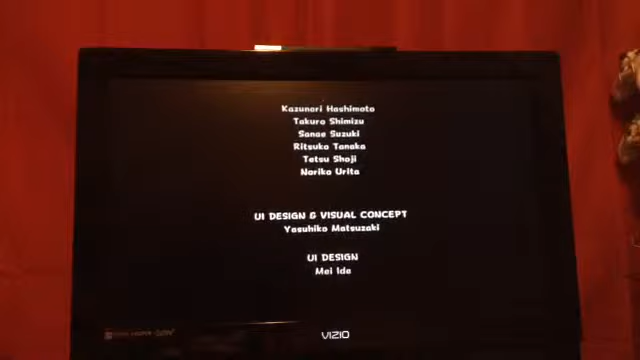 Kazunori Hashimoto
Takuro Shimizu
Sanae Suzuki
Ritsuko Tanaka
Tetsu Shoji
Noriko Urita
UI DESIGN & VISUAL CONCEPT
Yasuhiko Matsuzaki
UI DESIGN
Mei Ide
VIZIO